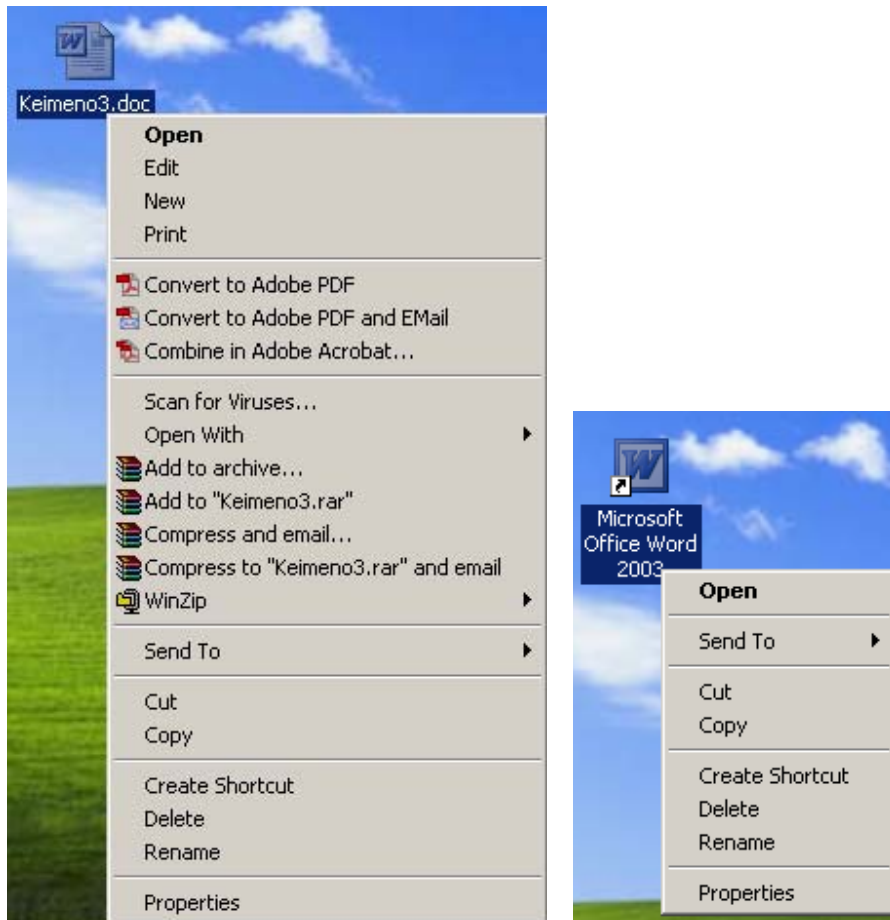 Keimeno3.doc
Open
Edit
New
Print
Convert to Adobe PDF
Convert to Adobe PDF and EMail
Combine in Adobe Acrobat...
Scan for Viruses...
Open With
Add to archive...
Add to "Keimeno3.rar"
Compress and email...
Compress to "Keimeno3.rar" and email
WinZip
Send To
Cut
Copy
Create Shortcut
Delete
Rename
Properties
Microsoft
Office Word
2003
Open
Send To
Cut
Copy
Create Shortcut
Delete
Rename
Properties